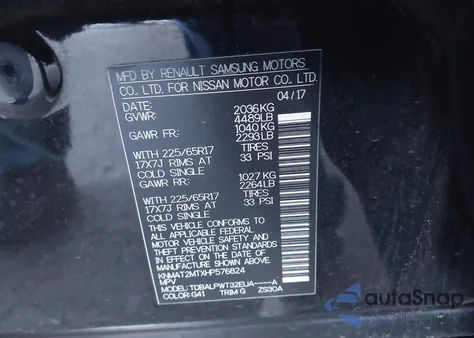 MFD BY RENAULT SAMSUNG MOTORS
CO., LTD. FOR NISSAN MOTOR CO., LTD.
DATE: 04/17
GVWR: 2036KG
4489LB
GAWR FR: 1040 KG
2293LB
WITH 225/65R17 TIRES
17X7J RIMS AT 33 PSI
COLD SINGLE
GAWR RR: 1027 KG
2264LB
WITH 225/65R17 TIRES
17X7J RIMS AT 33 PSI
COLD SINGLE
THIS VEHICLE CONFORMS TO
ALL APPLICABLE FEDERAL
MOTOR VEHICLE SAFETY AND
THEFT PREVENTION STANDARDS
IN EFFECT ON THE DATE OF
MANUFACTURE SHOWN ABOVE.
KNMAT2MTXHP576824
MPV
MODEL: TDBALPWT32EUA----A
COLOR: G41 TRIM G ZS30A
autoSnap